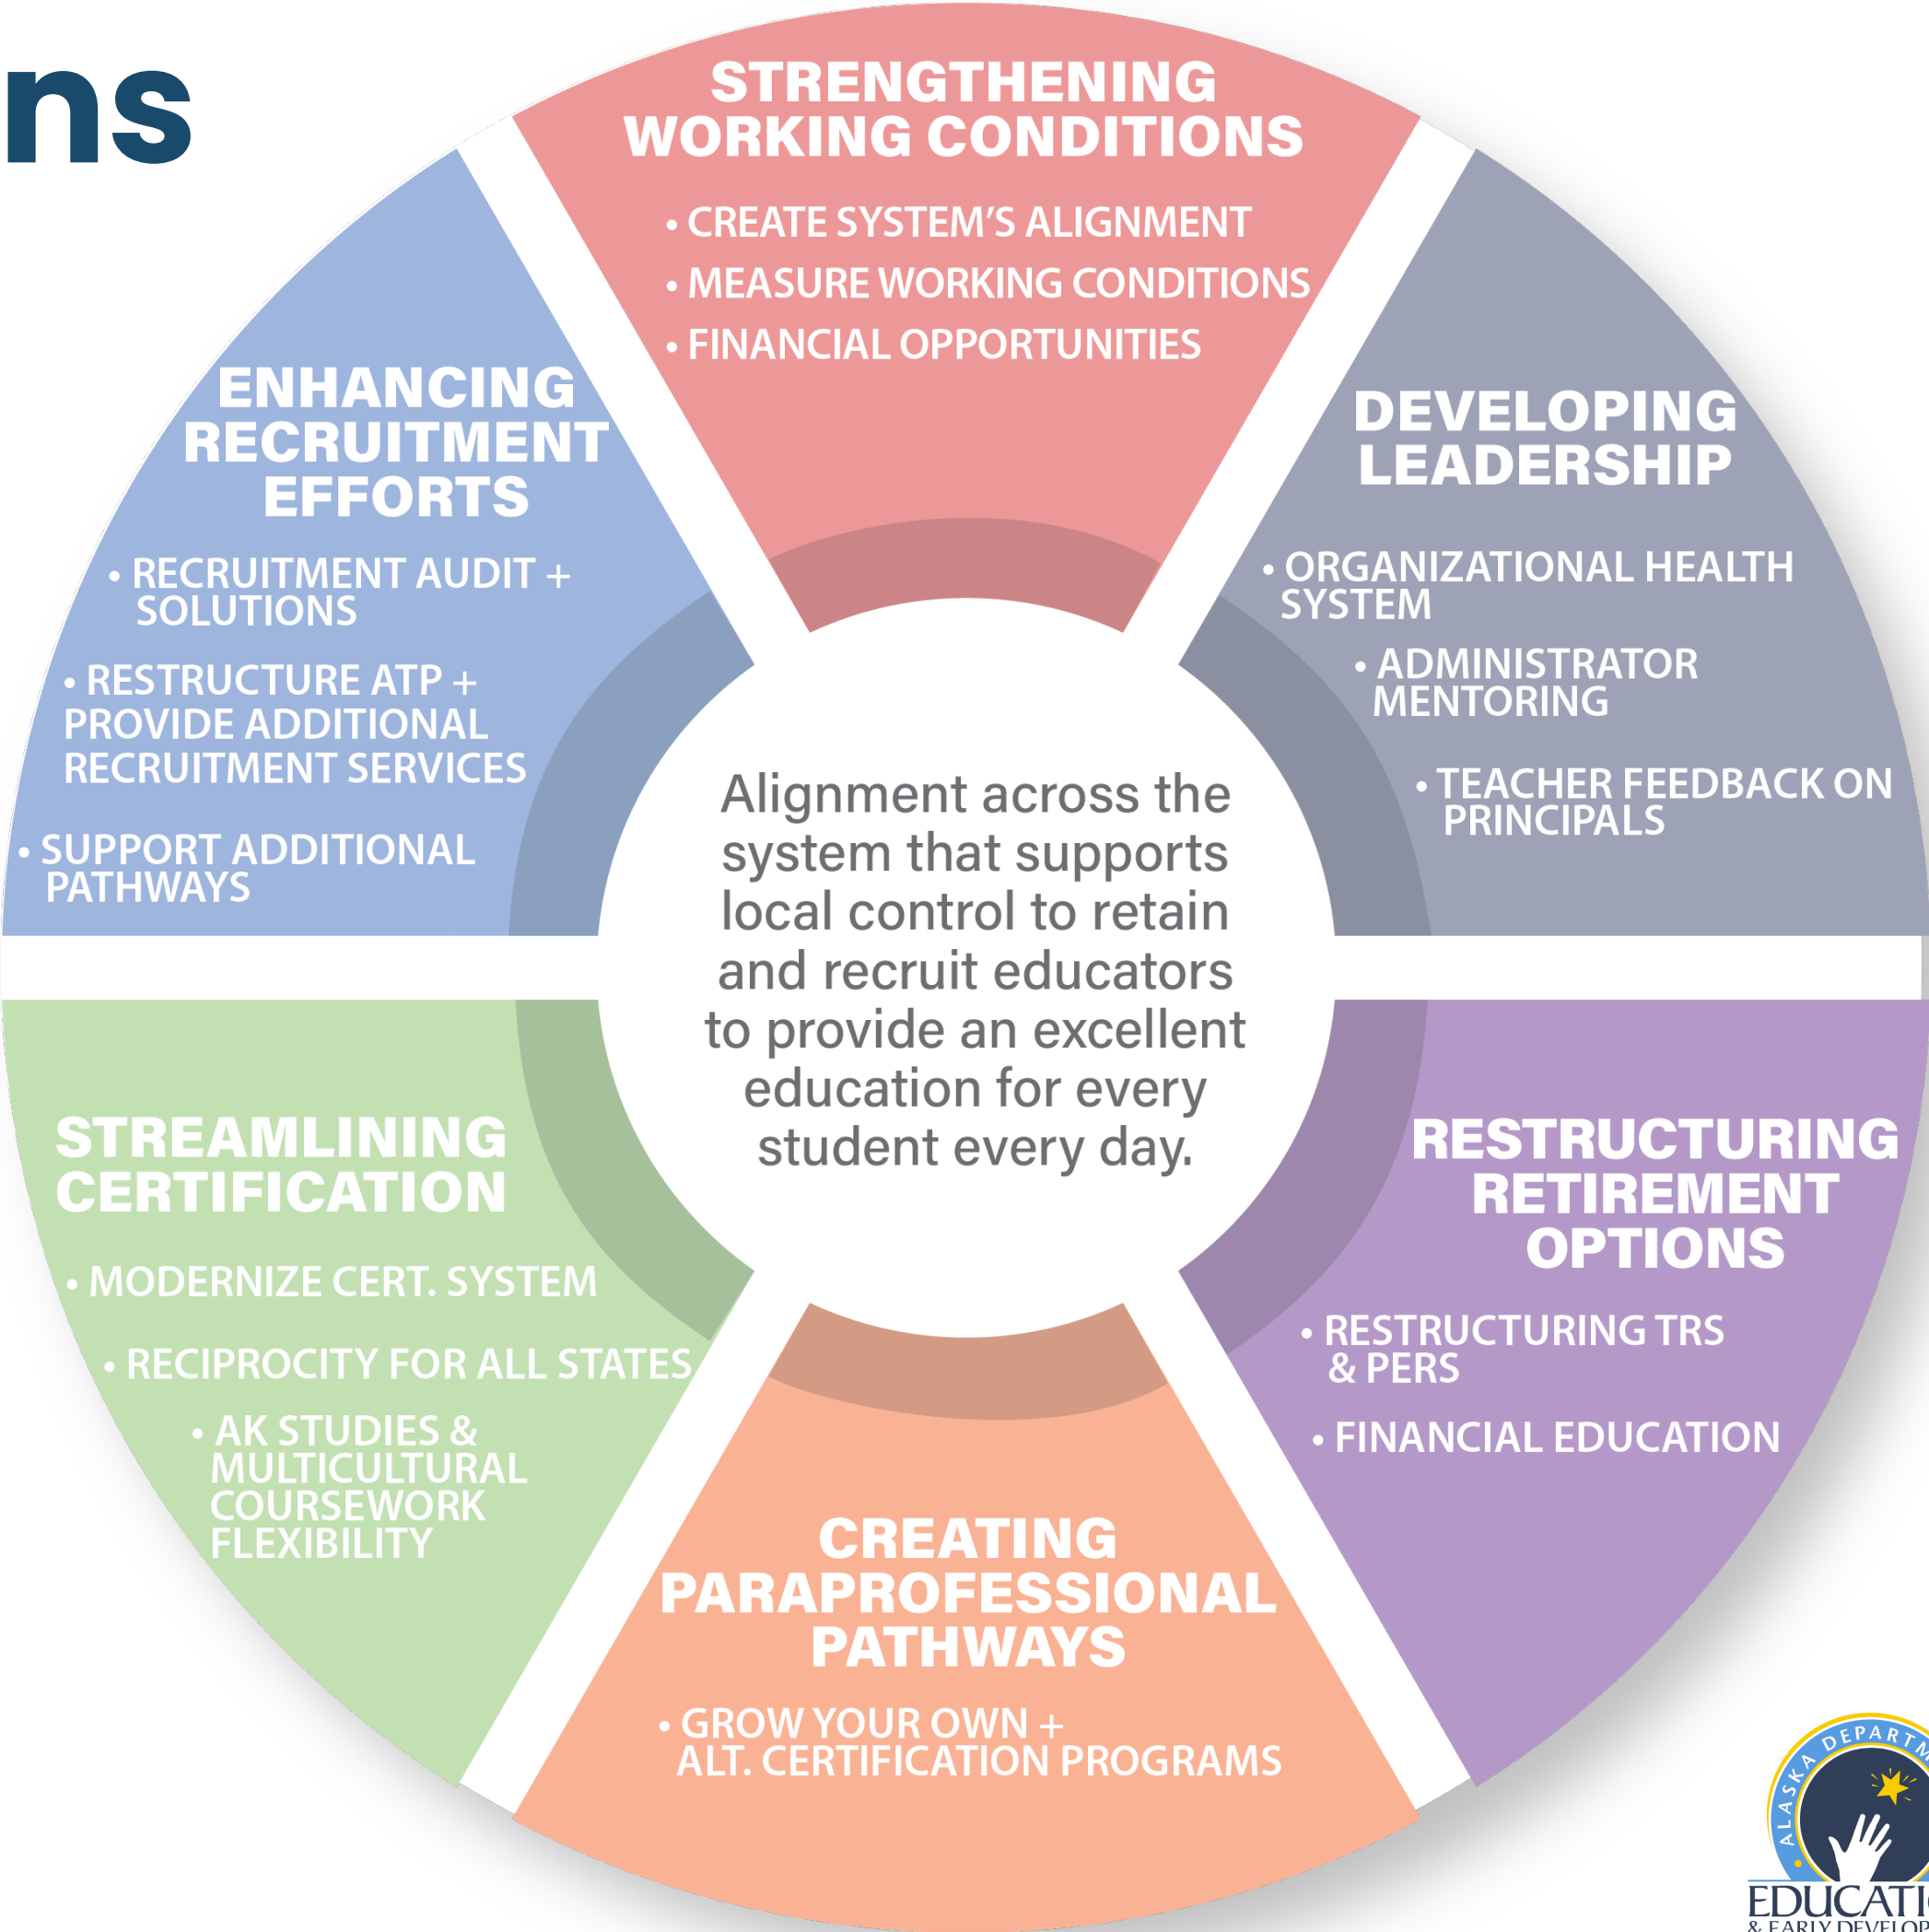 ns
STRENGTHENING
WORKING CONDITIONS
• CREATE SYSTEM'S ALIGNMENT
• MEASURE WORKING CONDITIONS
• FINANCIAL OPPORTUNITIES
DEVELOPING
LEADERSHIP
• ORGANIZATIONAL HEALTH
SYSTEM
• ADMINISTRATOR
MENTORING
• TEACHER FEEDBACK ON
PRINCIPALS
RESTRUCTURING
RETIREMENT
OPTIONS
• RESTRUCTURING TRS
& PERS
• FINANCIAL EDUCATION
CREATING
PARAPROFESSIONAL
PATHWAYS
• GROW YOUR OWN +
ALT. CERTIFICATION PROGRAMS
STREAMLINING
CERTIFICATION
• MODERNIZE CERT. SYSTEM
• RECIPROCITY FOR ALL STATES
• AK STUDIES &
MULTICULTURAL
COURSEWORK
FLEXIBILITY
ENHANCING
RECRUITMENT
EFFORTS
• RECRUITMENT AUDIT +
SOLUTIONS
• RESTRUCTURE ATP +
PROVIDE ADDITIONAL
RECRUITMENT SERVICES
• SUPPORT ADDITIONAL
PATHWAYS
Alignment across the
system that supports
local control to retain
and recruit educators
to provide an excellent
education for every
student every day.
ALASKA DEPARTM
EDUCATI
& EARLY DEVELOP